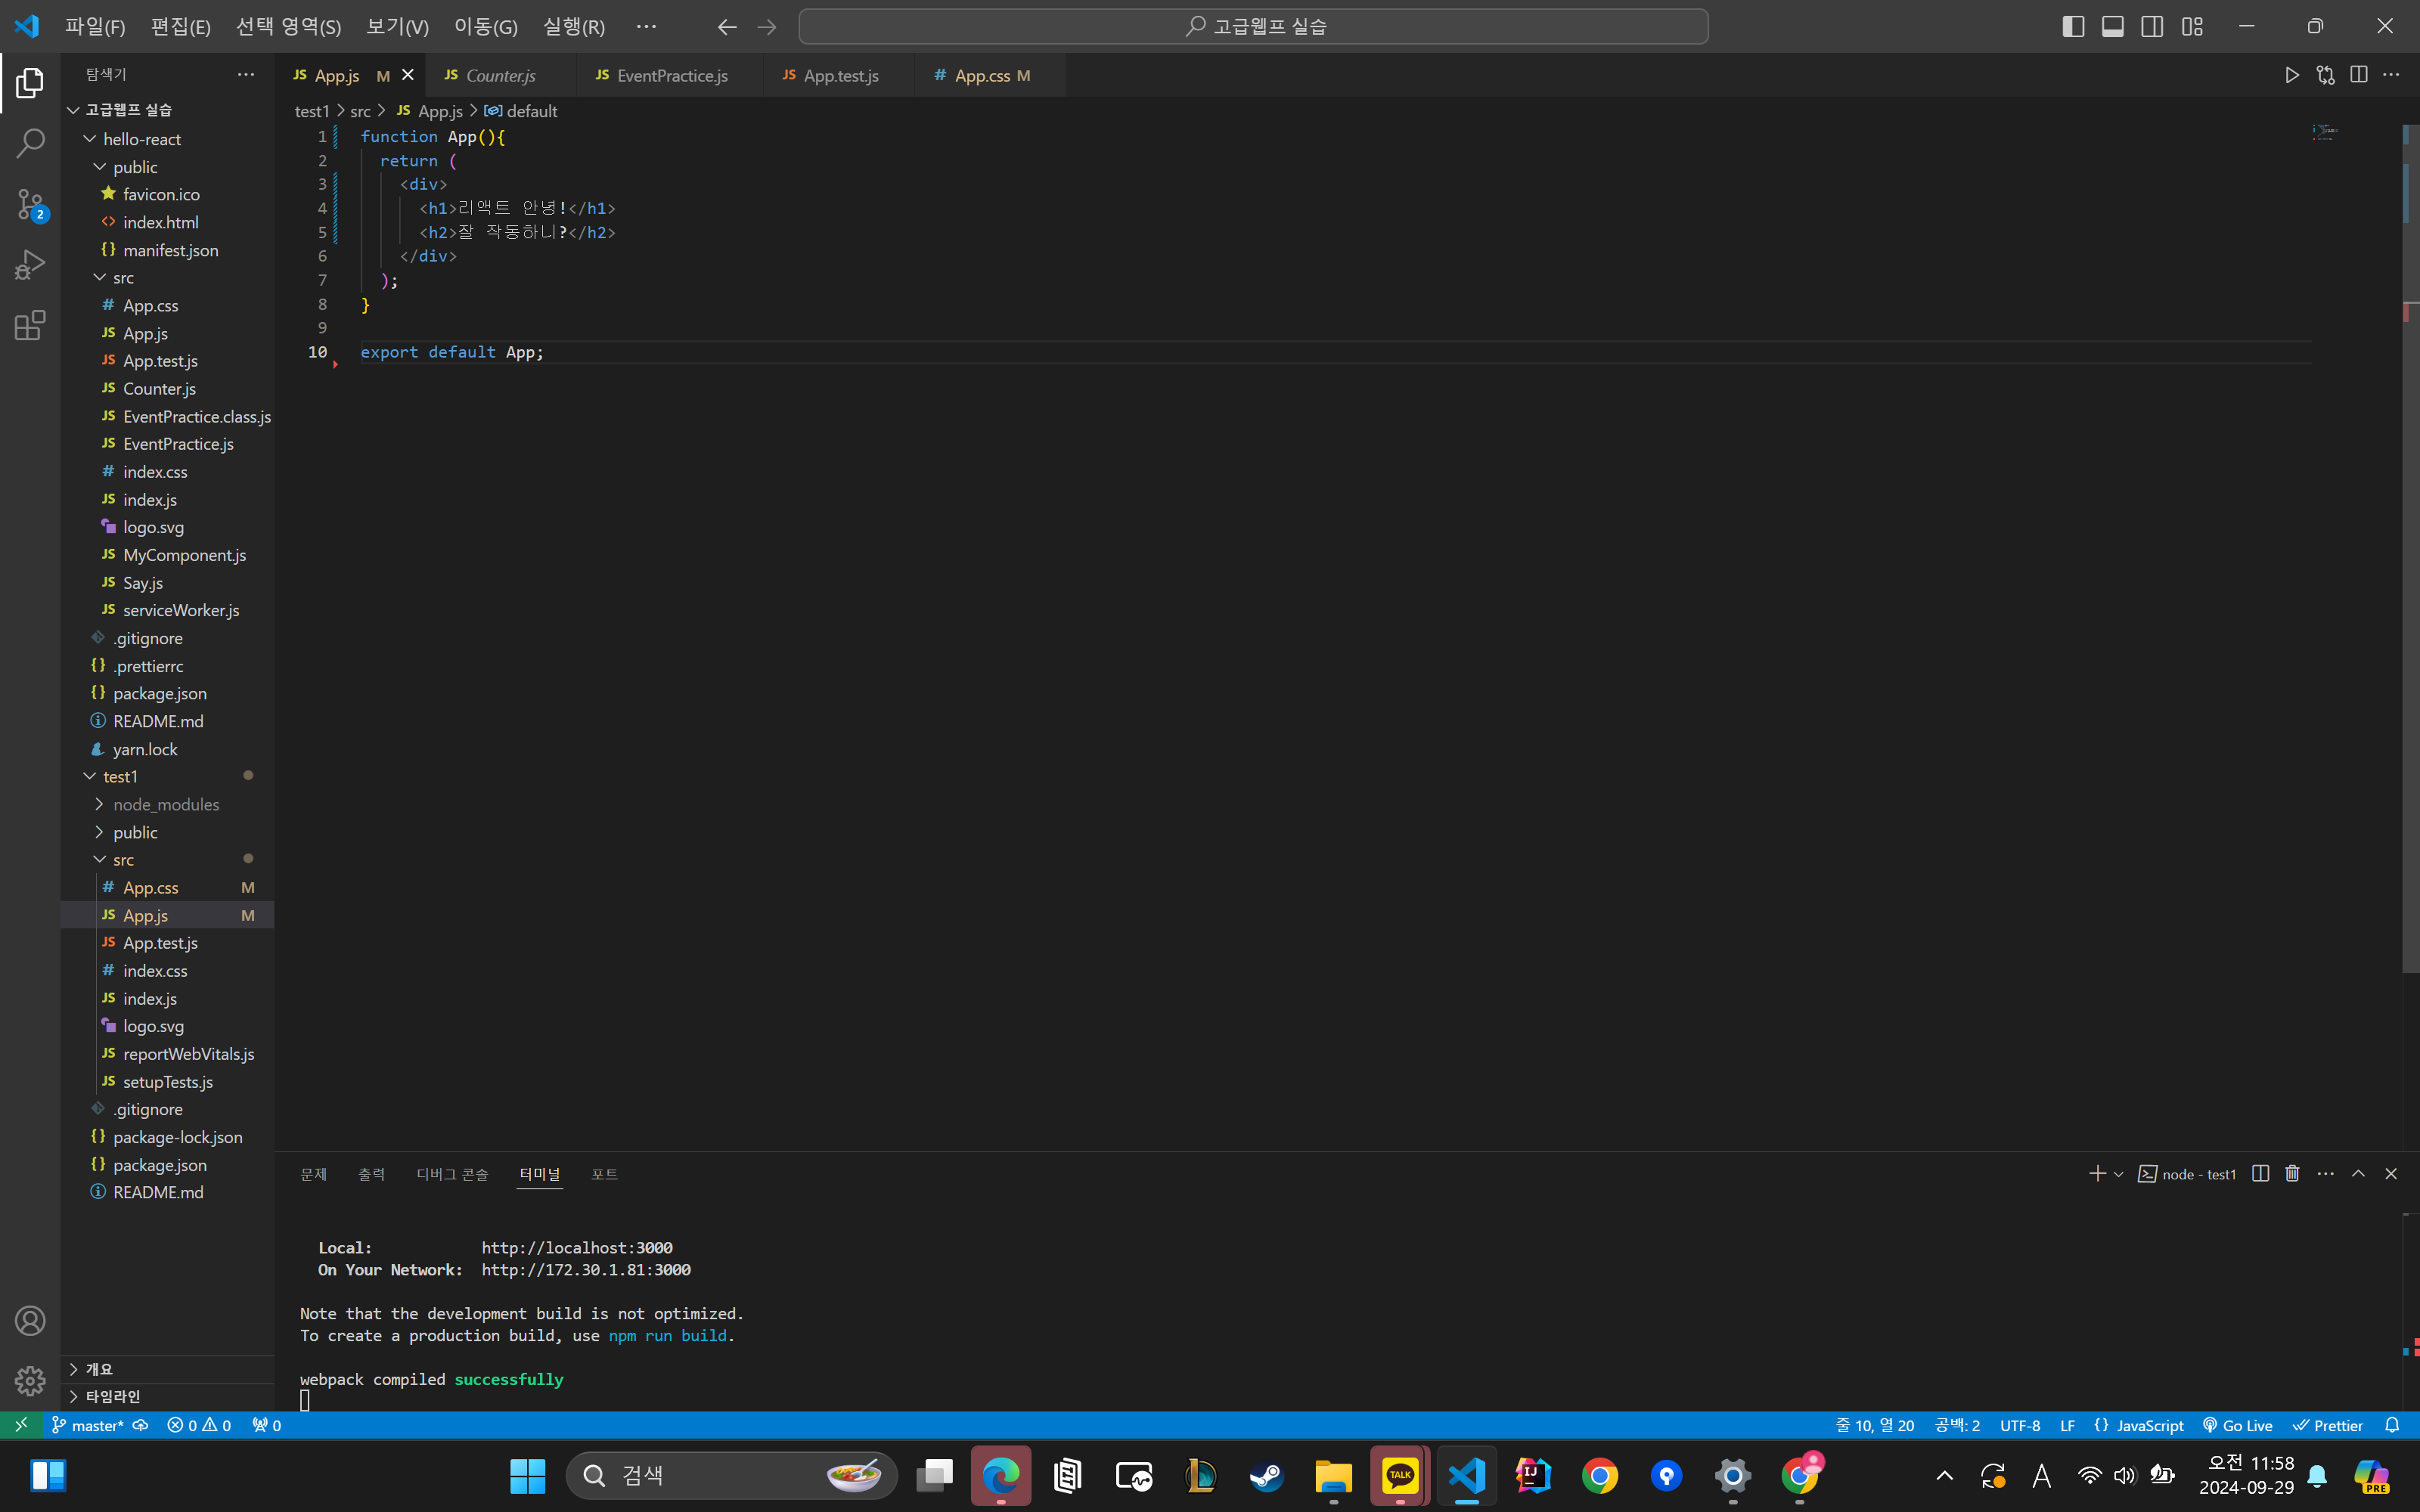 파일(F) 편집(E) 선택 영역(S) 보기(V) 이동(G) 실행(R) ··· 고급웹프 실습
탐색기
고급웹프 실습
hello-react
public
favicon.ico
index.html
manifest.json
src
App.css
App.js
App.test.js
Counter.js
EventPractice.class.js
EventPractice.js
index.css
index.js
logo.svg
MyComponent.js
Say.js
serviceWorker.js
.gitignore
.prettierrc
package.json
README.md
yarn.lock
test1
node_modules
public
src
App.css M
App.js M
App.test.js
index.css
index.js
logo.svg
reportWebVitals.js
setupTests.js
.gitignore
package-lock.json
package.json
README.md
개요
타임라인
JS App.js M JS Counter.js JS EventPractice.js JS App.test.js # App.css M
test1 > src > JS App.js > default
1 function App(){
2 return (
3 <div>
4 <h1>리액트 안녕!</h1>
5 <h2>잘 작동하니?</h2>
6 </div>
7 );
8 }
9
10 export default App;
문제 출력 디버그 콘솔 터미널 포트 node - test1
Local: http://localhost:3000
On Your Network: http://172.30.1.81:3000
Note that the development build is not optimized.
To create a production build, use npm run build.
webpack compiled successfully
2
master* 0 0 0 줄 10, 열 20 공백: 2 UTF-8 LF {} JavaScript Go Live Prettier
검색 TALK IJ A 오전 11:58
2024-09-29 PRE